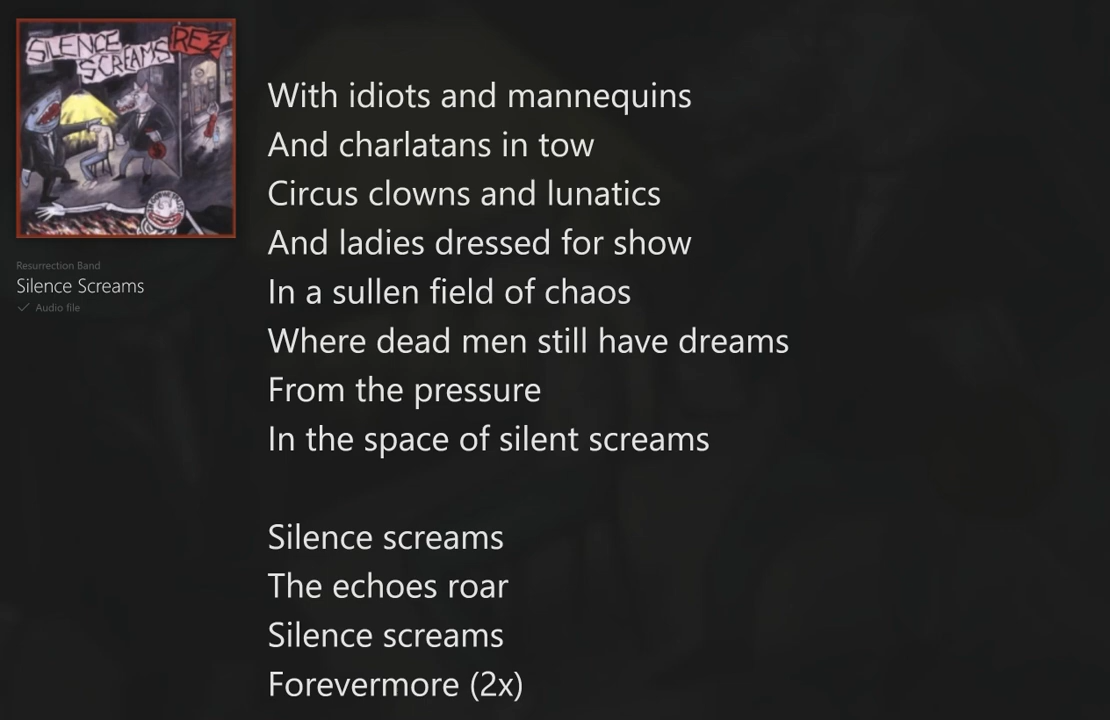 SILENCE SCREAMS REZ
Resurrection Band
Silence Screams
Audio file
With idiots and mannequins
And charlatans in tow
Circus clowns and lunatics
And ladies dressed for show
In a sullen field of chaos
Where dead men still have dreams
From the pressure
In the space of silent screams
Silence screams
The echoes roar
Silence screams
Forevermore (2x)